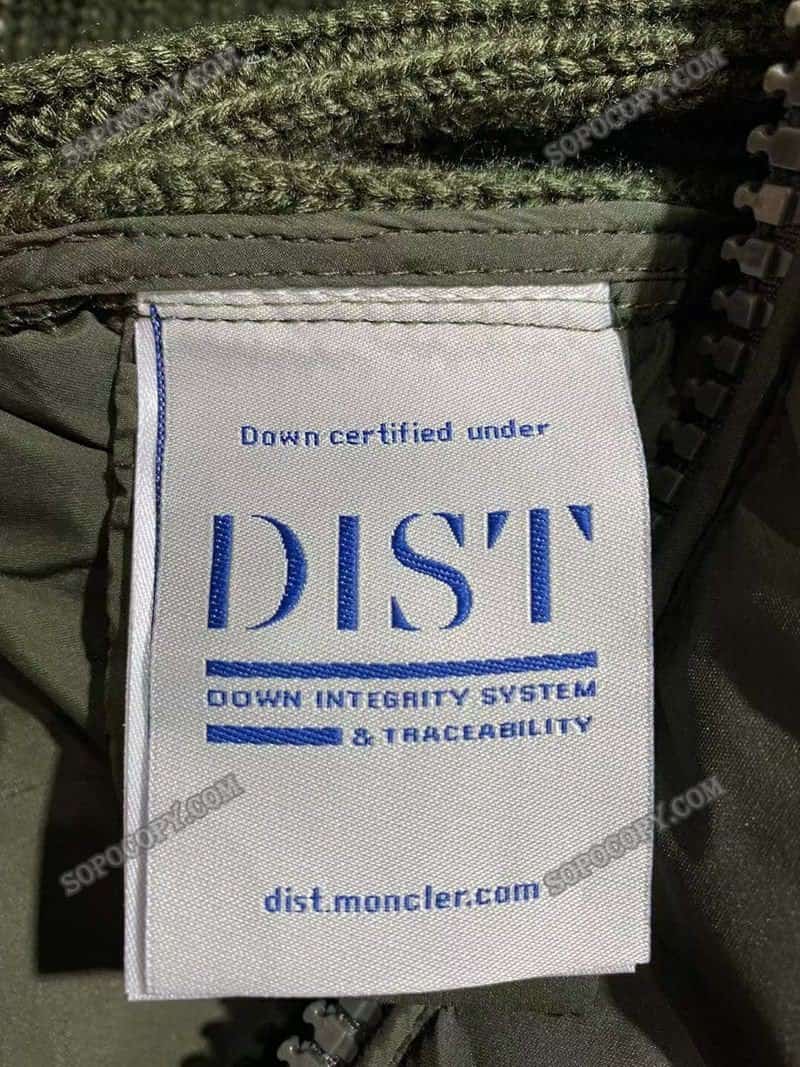 SOPOCOPY.COM
SOPOCOPY.COM
Down certified under
DIST
DOWN INTEGRITY SYSTEM
& TRACEABILITY
SOPOCOPY.COM
SOPOCOPY.COM
dist.moncler.com